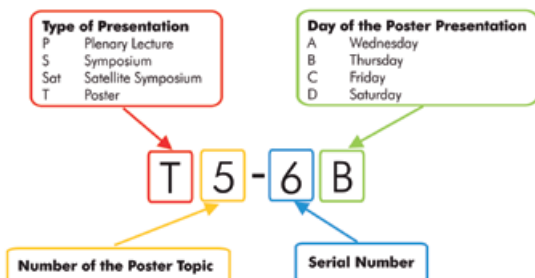 Type of Presentation
P Plenary Lecture
S Symposium
Sat Satellite Symposium
T Poster
Day of the Poster Presentation
A Wednesday
B Thursday
C Friday
D Saturday
T 5 - 6 B
Number of the Poster Topic
Serial Number